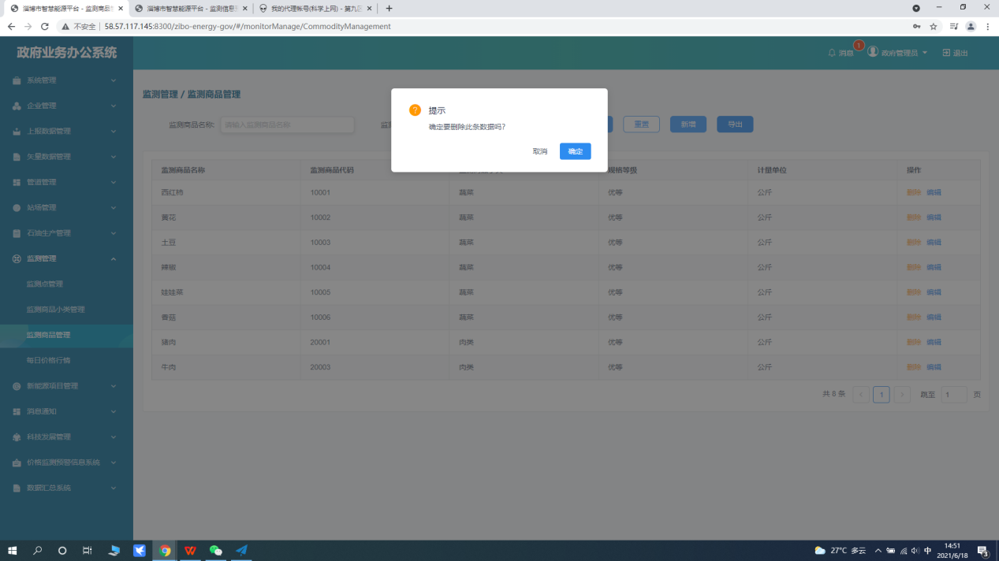 淄博市智慧能源平台 - 监测商品管
淄博市智慧能源平台 - 监测信息
我的代理帐号(科学上网) - 第九区
不安全 58.57.117.145:8300/zibo-energy-gov/#/monitorManage/CommodityManagement
政府业务办公系统
消息 1
政府管理员
退出
系统管理
企业管理
上报数据管理
矢量数据管理
管道管理
站场管理
石油生产管理
监测管理
监测点管理
监测商品小类管理
监测商品管理
每日价格行情
新能源项目管理
消息通知
科技发展管理
价格监测预警信息系统
数据汇总系统
监测管理 / 监测商品管理
监测商品名称: 请输入监测商品名称 监 重置 新增 导出
提示
确定要删除此条数据吗?
取消 确定
监测商品名称 监测商品代码 规格等级 计量单位 操作
西红柿 10001 蔬菜 优等 公斤 删除 编辑
黄花 10002 蔬菜 优等 公斤 删除 编辑
土豆 10003 蔬菜 优等 公斤 删除 编辑
辣椒 10004 蔬菜 优等 公斤 删除 编辑
娃娃菜 10005 蔬菜 优等 公斤 删除 编辑
香菇 10006 蔬菜 优等 公斤 删除 编辑
猪肉 20001 肉类 优等 公斤 删除 编辑
牛肉 20003 肉类 优等 公斤 删除 编辑
共 8 条 1 跳至 1 页
27°C 多云 中
14:51
2021/6/18
3